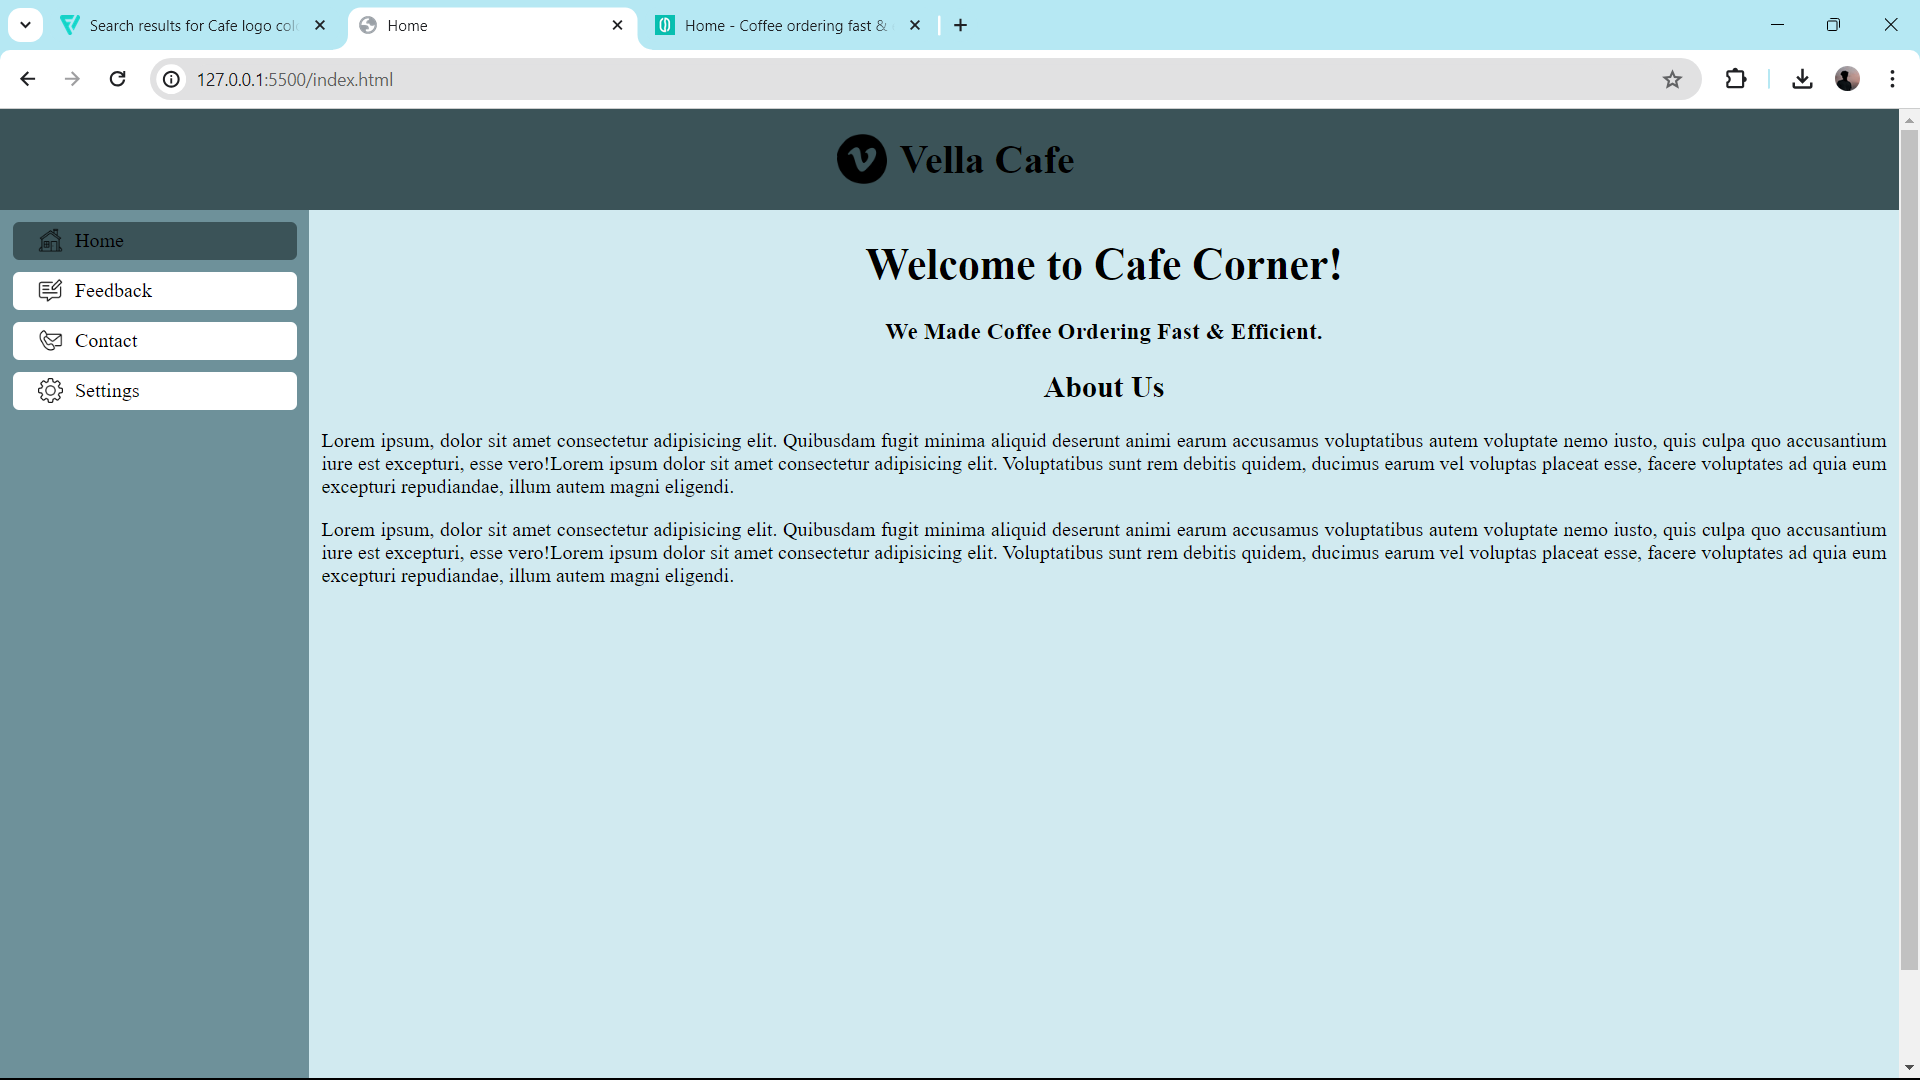 Search results for Cafe logo col
Home
Home - Coffee ordering fast &
127.0.0.1:5500/index.html
Vella Cafe
Home
Feedback
Contact
Settings
Welcome to Cafe Corner!
We Made Coffee Ordering Fast & Efficient.
About Us
Lorem ipsum, dolor sit amet consectetur adipisicing elit. Quibusdam fugit minima aliquid deserunt animi earum accusamus voluptatibus autem voluptate nemo iusto, quis culpa quo accusantium
iure est excepturi, esse vero!Lorem ipsum dolor sit amet consectetur adipisicing elit. Voluptatibus sunt rem debitis quidem, ducimus earum vel voluptas placeat esse, facere voluptates ad quia eum
excepturi repudiandae, illum autem magni eligendi.
Lorem ipsum, dolor sit amet consectetur adipisicing elit. Quibusdam fugit minima aliquid deserunt animi earum accusamus voluptatibus autem voluptate nemo iusto, quis culpa quo accusantium
iure est excepturi, esse vero!Lorem ipsum dolor sit amet consectetur adipisicing elit. Voluptatibus sunt rem debitis quidem, ducimus earum vel voluptas placeat esse, facere voluptates ad quia eum
excepturi repudiandae, illum autem magni eligendi.